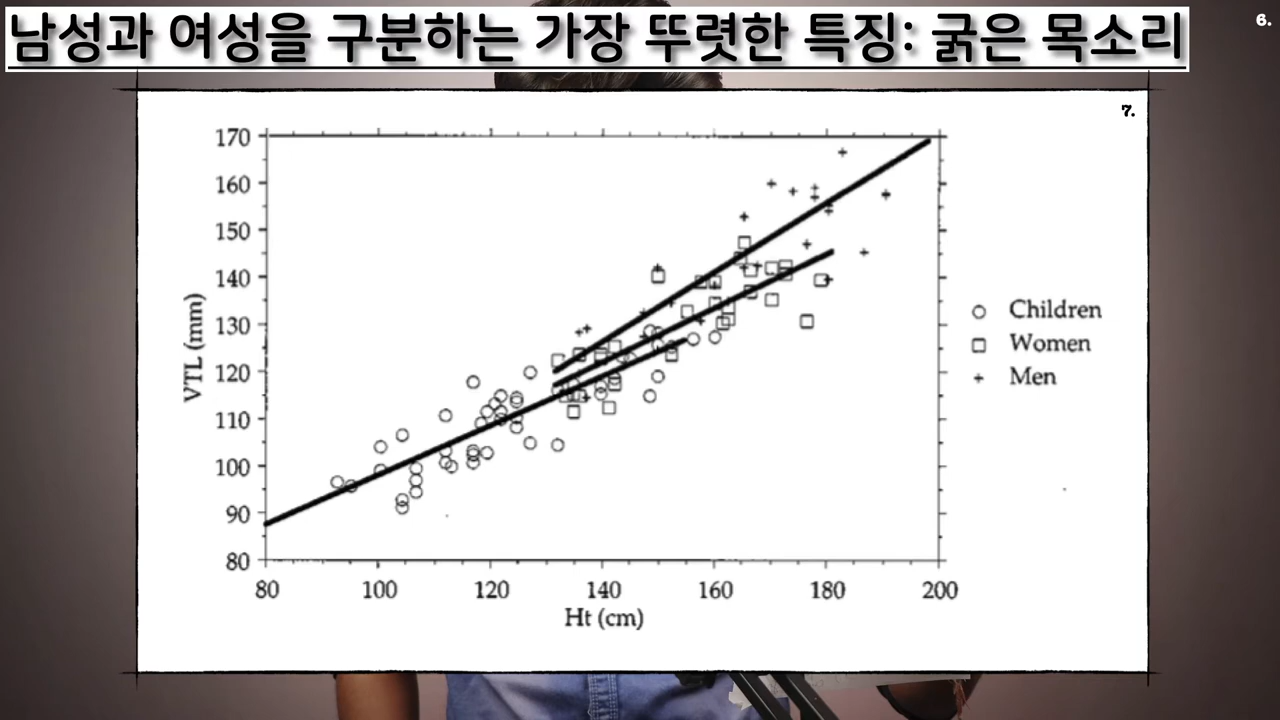 남성과 여성을 구분하는 가장 뚜렷한 특징: 굵은 목소리
6.
7.
170
160
150
140
130
120
110
100
90
80
VTL (mm)
80 100 120 140 160 180 200
Ht (cm)
Children
Women
Men